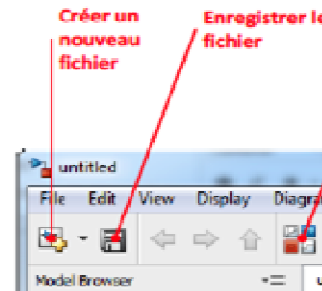 Créer un
nouveau
fichier
Enregistrer le
fichier
untitled
File Edit View Display Diagra
Model Browser
u